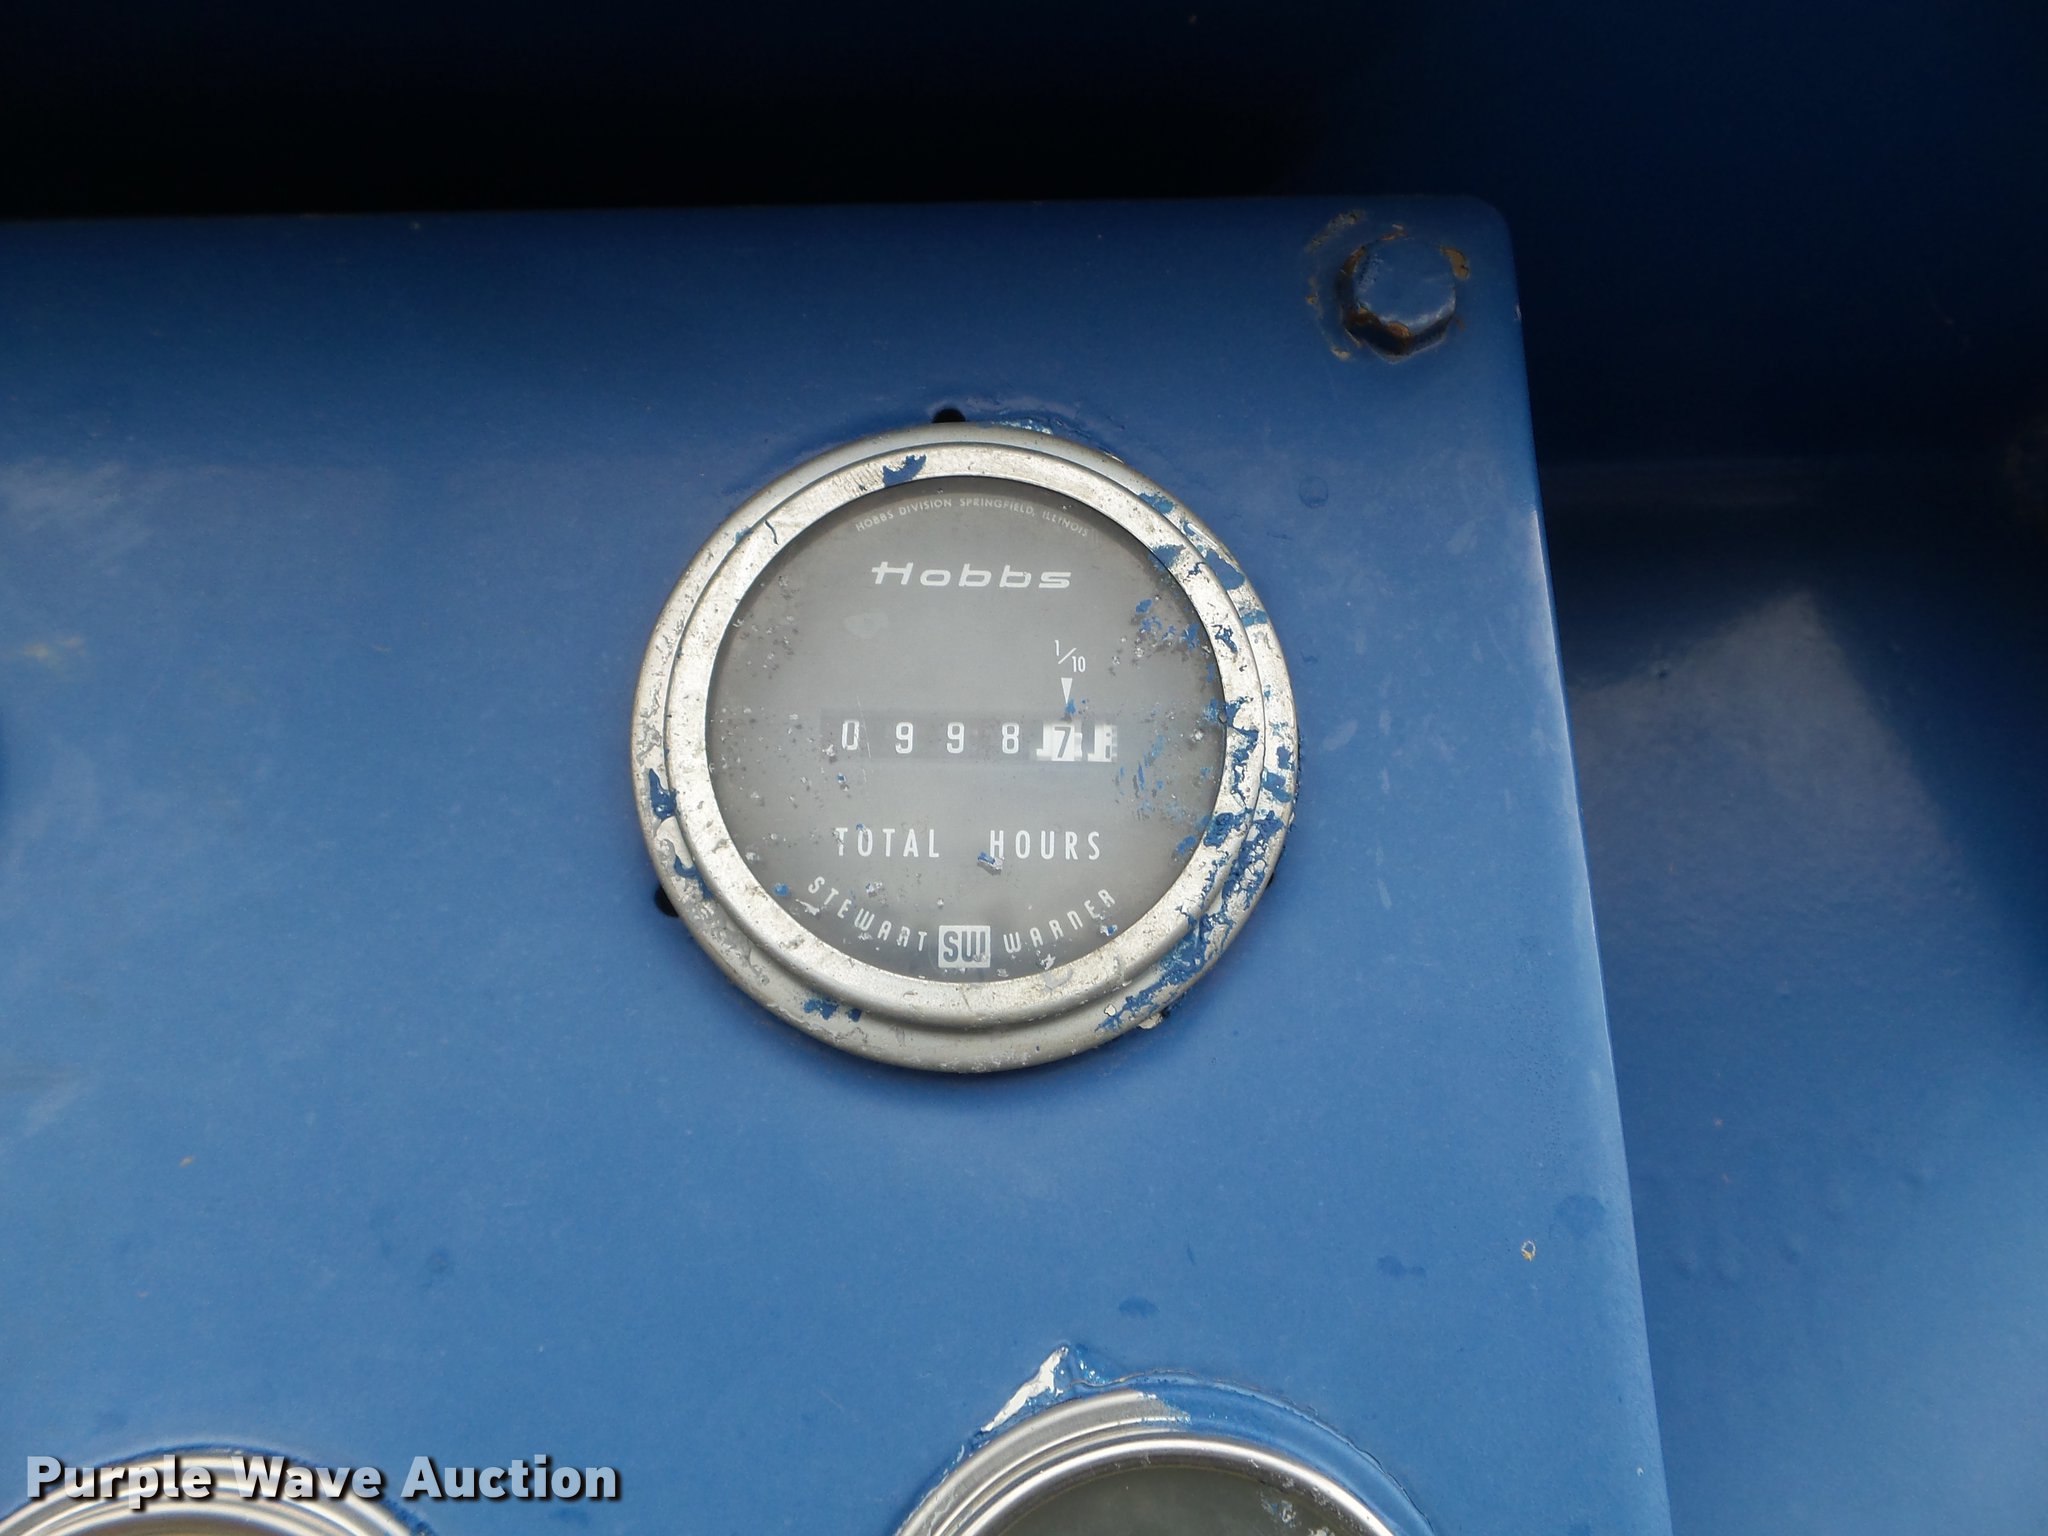 HOBBS DIVISION SPRINGFIELD, ILLINOIS
Hobbs
1/10
0 9 9 8 7
TOTAL HOURS
STEWART SW WARNER
Purple Wave Auction